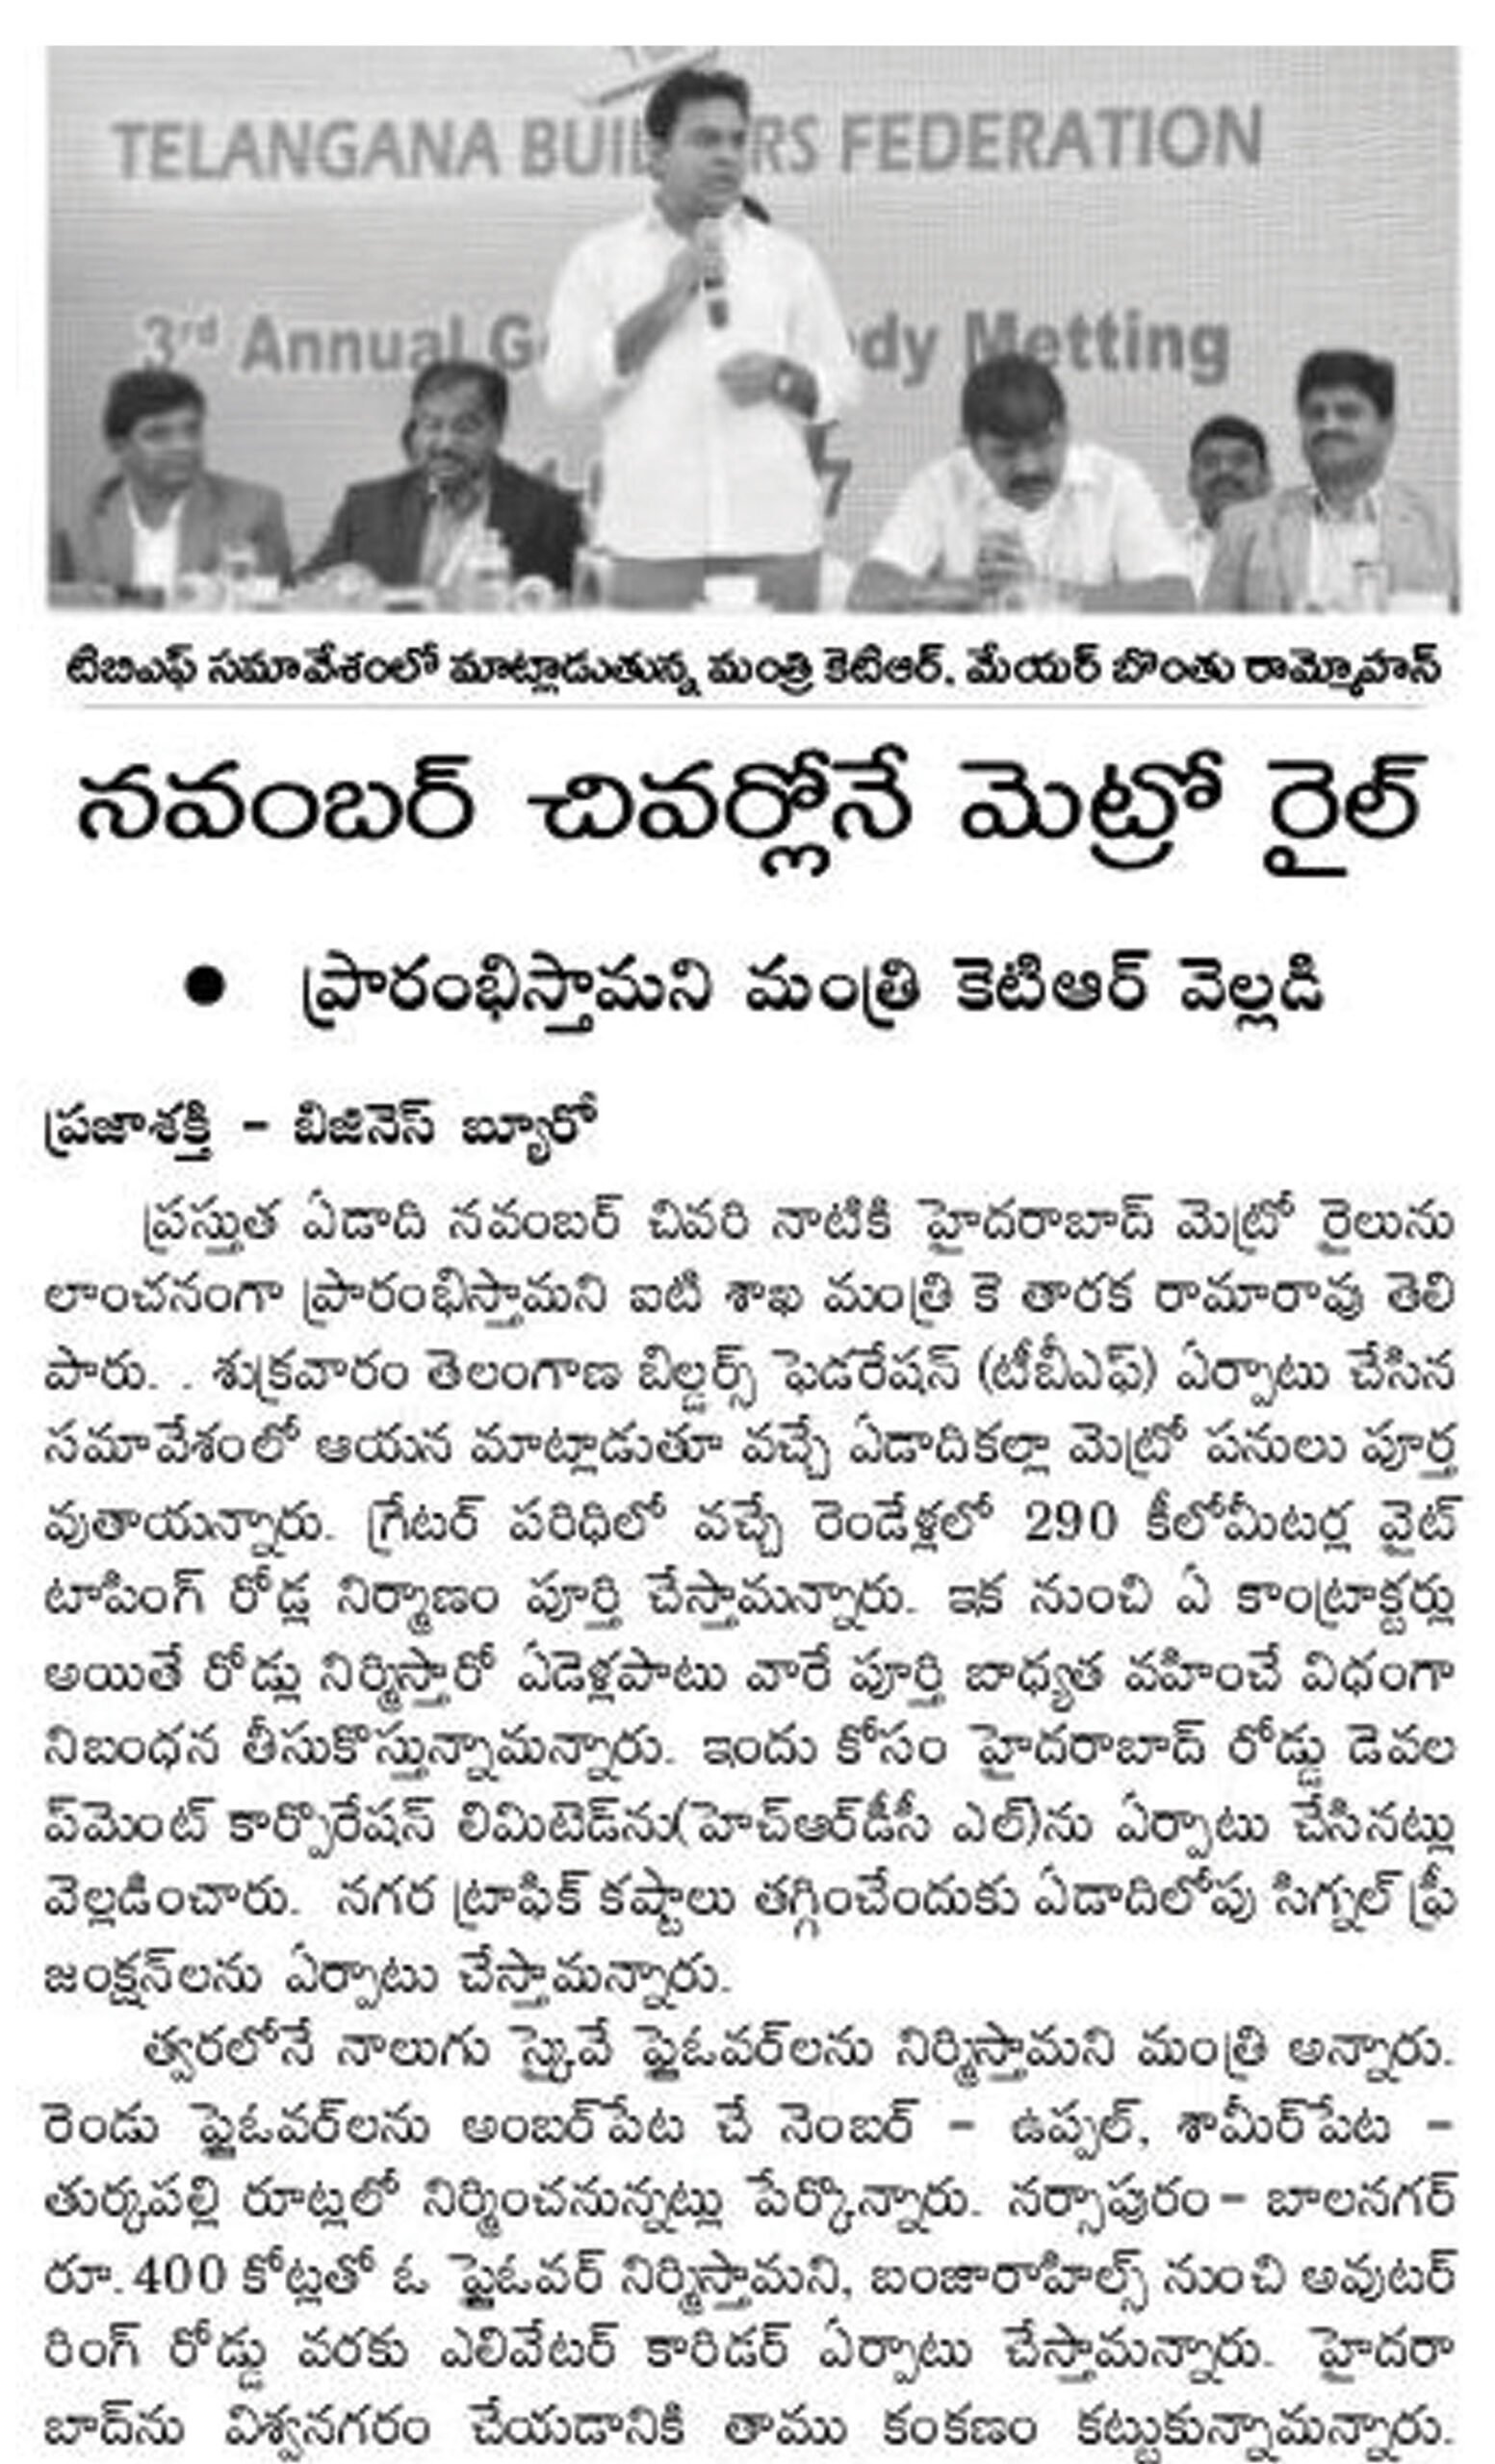 TELANGANA BUIL RS FEDERATION
3rd Annual G dy Metting
7
టిబిఎఫ్ సమావేశంలో మాట్లాడుతున్న మంత్రి కెటిఆర్. మేయర్ బొంతు రామ్మోహన్
నవంబర్ చివర్లోనే మెట్రో రైల్
● ప్రారంభిస్తామని మంత్రి కెటిఆర్ వెల్లడి
ప్రజాశక్తి - బిజినెస్ బ్యూరో
ప్రస్తుత ఏడాది నవంబర్ చివరి నాటికి హైదరాబాద్ మెట్రో రైలును
లాంచనంగా ప్రారంభిస్తామని ఐటి శాఖ మంత్రి కె తారక రామారావు తెలి
పారు. . శుక్రవారం తెలంగాణ బిల్డర్స్ ఫెడరేషన్ (టీబీఎఫ్) ఏర్పాటు చేసిన
సమావేశంలో ఆయన మాట్లాడుతూ వచ్చే ఏడాదికల్లా మెట్రో పనులు పూర్త
వుతాయన్నారు. గ్రేటర్ పరిధిలో వచ్చే రెండేళ్లలో 290 కీలోమీటర్ల వైట్
టాపింగ్ రోడ్ల నిర్మాణం పూర్తి చేస్తామన్నారు. ఇక నుంచి ఏ కాంట్రాక్టర్లు
అయితే రోడ్లు నిర్మిస్తారో ఏడెళ్లపాటు వారే పూర్తి బాధ్యత వహించే విధంగా
నిబంధన తీసుకొస్తున్నామన్నారు. ఇందు కోసం హైదరాబాద్ రోడ్డు డెవల
ప్‌మెంట్ కార్పొరేషన్ లిమిటెడ్‌ను(హెచ్ఆర్‌డీసీ ఎల్)ను ఏర్పాటు చేసినట్లు
వెల్లడించారు. నగర ట్రాఫిక్ కష్టాలు తగ్గించేందుకు ఏడాదిలోపు సిగ్నల్ ఫ్రీ
జంక్షన్‌లను ఏర్పాటు చేస్తామన్నారు.
త్వరలోనే నాలుగు స్కైవే ఫ్లైఓవర్‌లను నిర్మిస్తామని మంత్రి అన్నారు.
రెండు ఫ్లైఓవర్‌లను అంబర్‌పేట చే నెంబర్ - ఉప్పల్, శామీర్‌పేట -
తుర్కపల్లి రూట్లలో నిర్మించనున్నట్లు పేర్కొన్నారు. నర్సాపురం- బాలనగర్
రూ.400 కోట్లతో ఓ ఫ్లైఓవర్ నిర్మిస్తామని, బంజారాహిల్స్ నుంచి అవుటర్
రింగ్ రోడ్డు వరకు ఎలివేటర్ కారిడర్ ఏర్పాటు చేస్తామన్నారు. హైదరా
బాద్‌ను విశ్వనగరం చేయడానికి తాము కంకణం కట్టుకున్నామన్నారు.